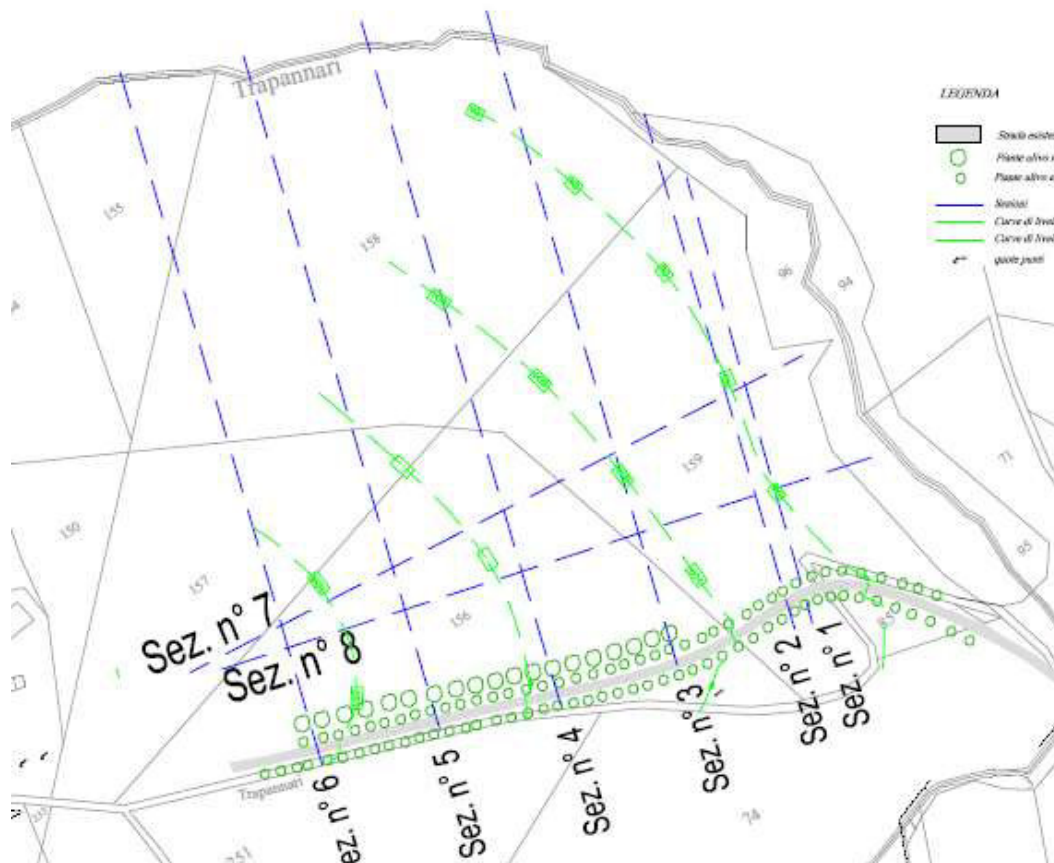 Trapannari
LEGENDA
155
Strada esisten
Piante ulivo
Piante ulivo
Sezioni
Curve di livel
Curve di livel
quote punti
158
96
94
159
71
150
95
157
156
Sez. n° 7
Sez. n° 8
Sez. n° 1
Sez. n° 2
Sez. n° 3
Sez. n° 4
Sez. n° 5
ez. n° 6
Trapannari
74
251